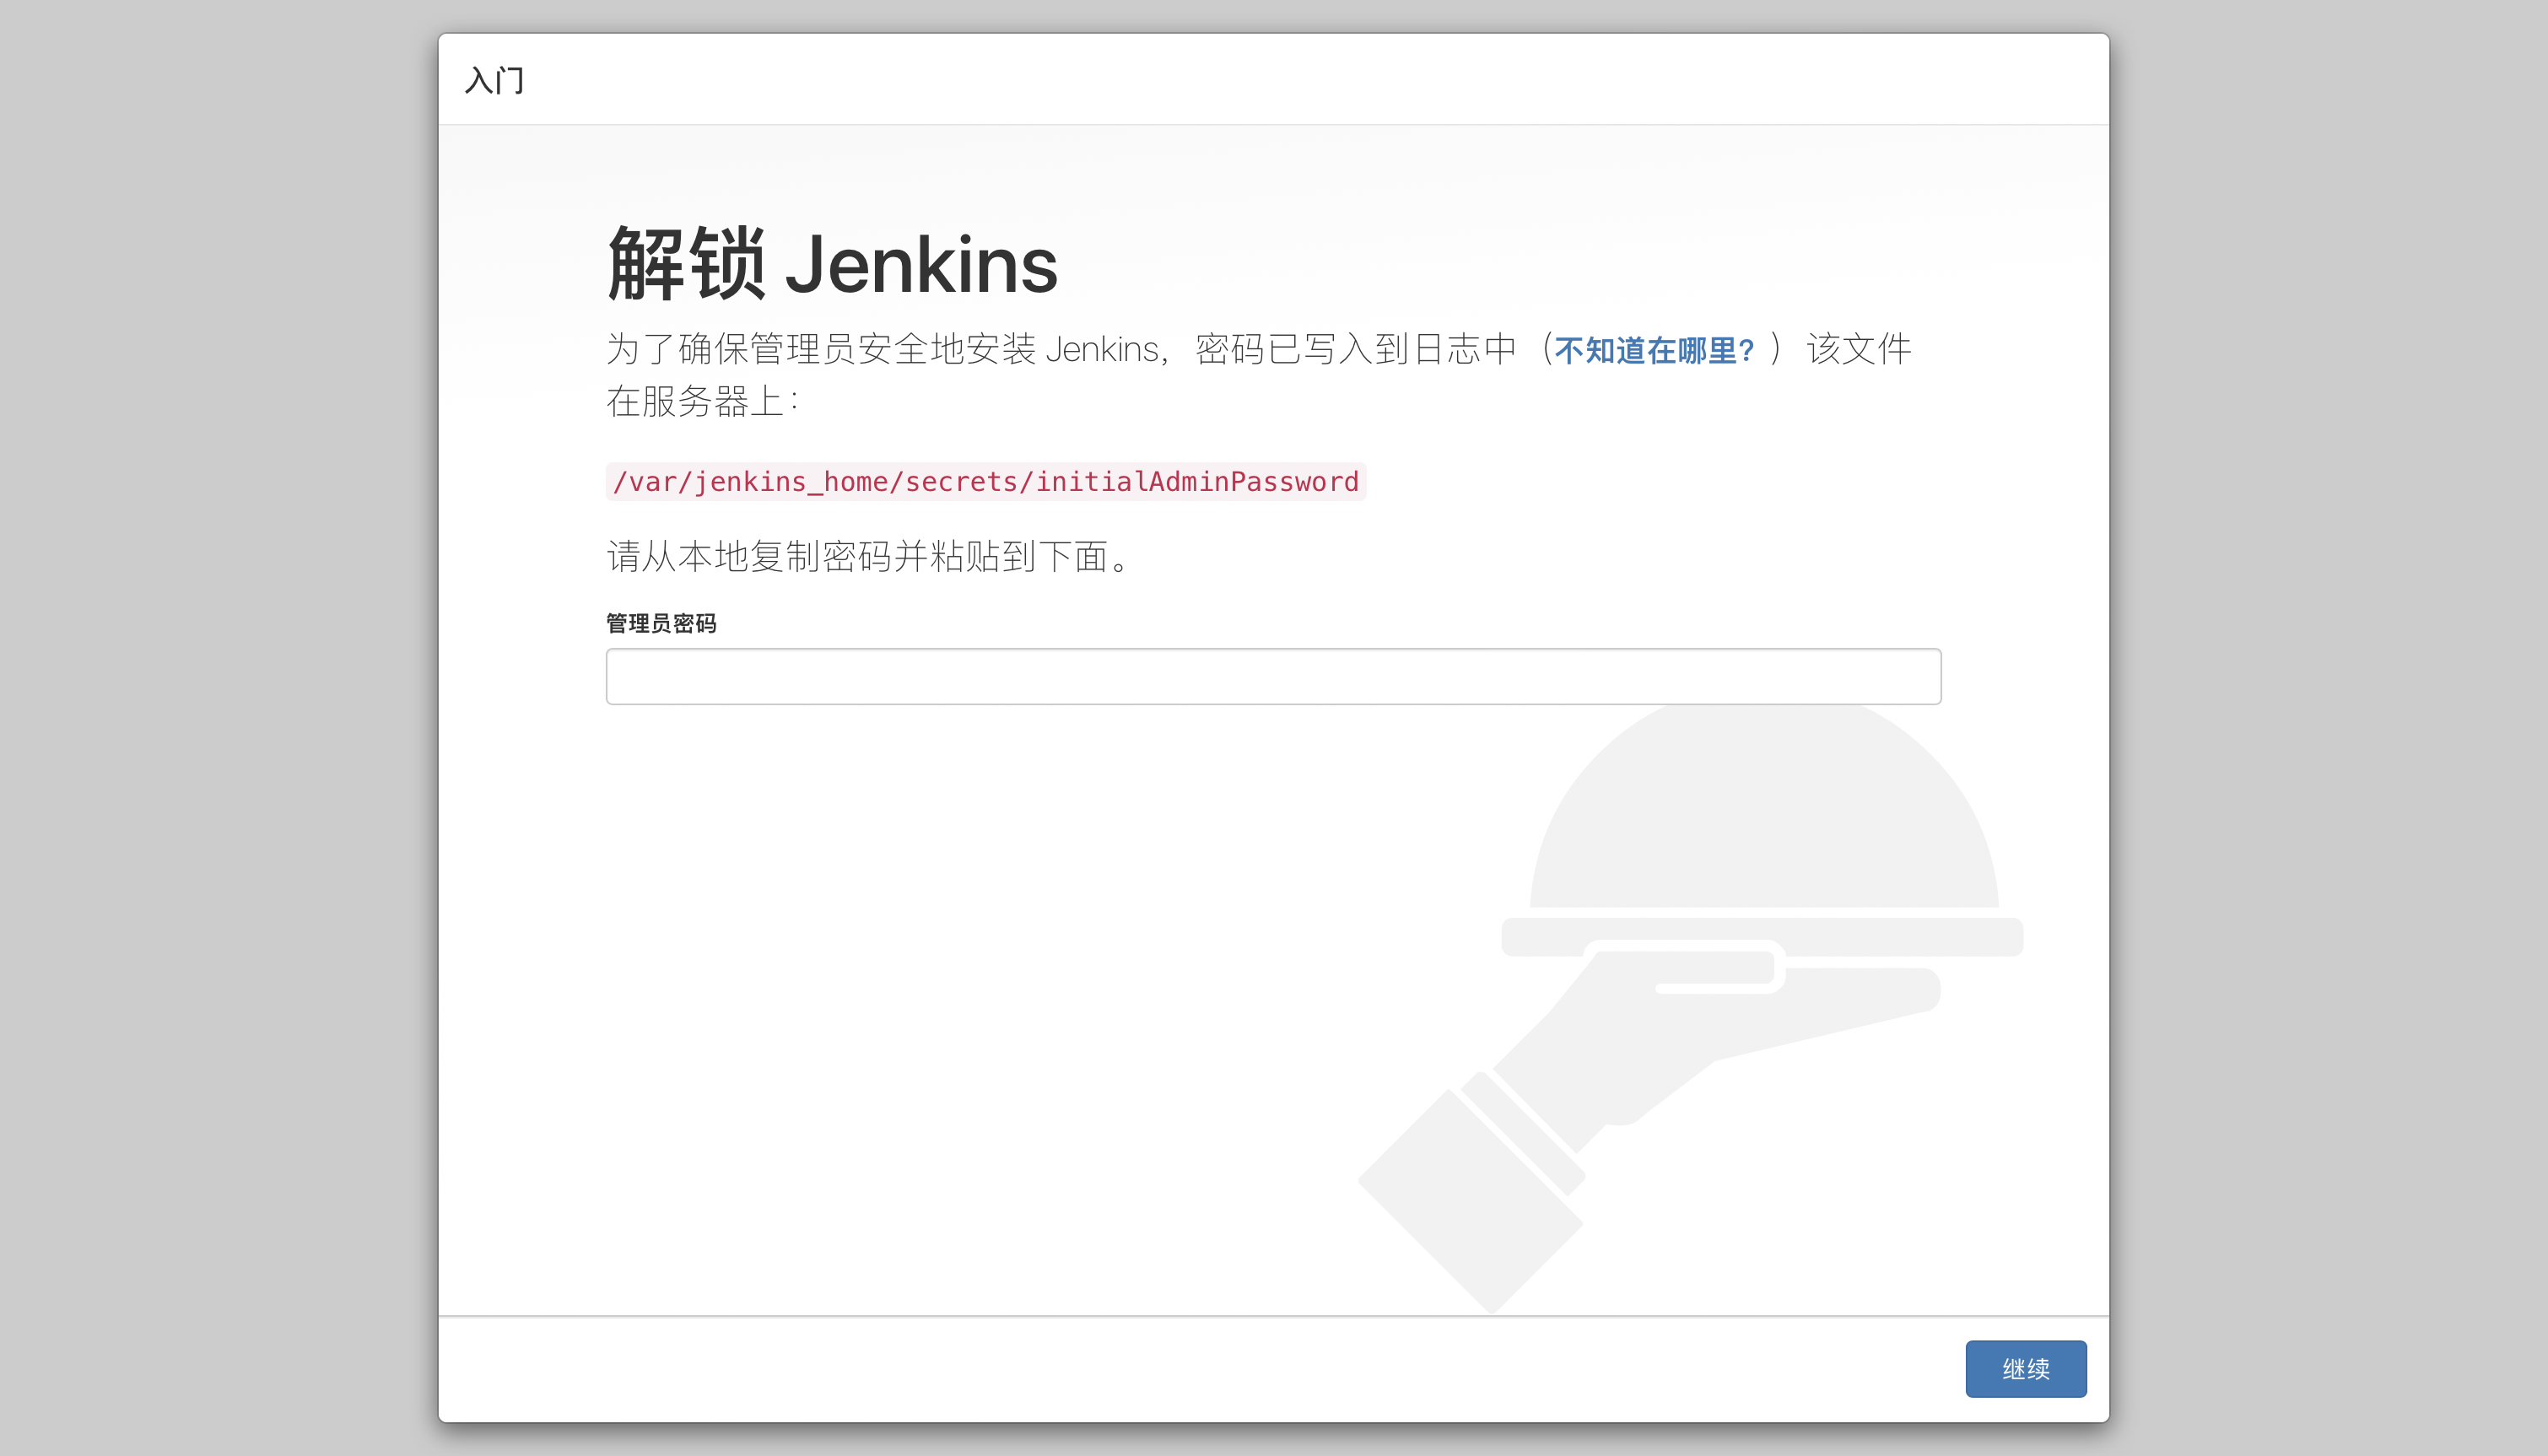 入门
解锁 Jenkins
为了确保管理员安全地安装 Jenkins，密码已写入到日志中（不知道在哪里？）该文件
在服务器上：
/var/jenkins_home/secrets/initialAdminPassword
请从本地复制密码并粘贴到下面。
管理员密码
继续